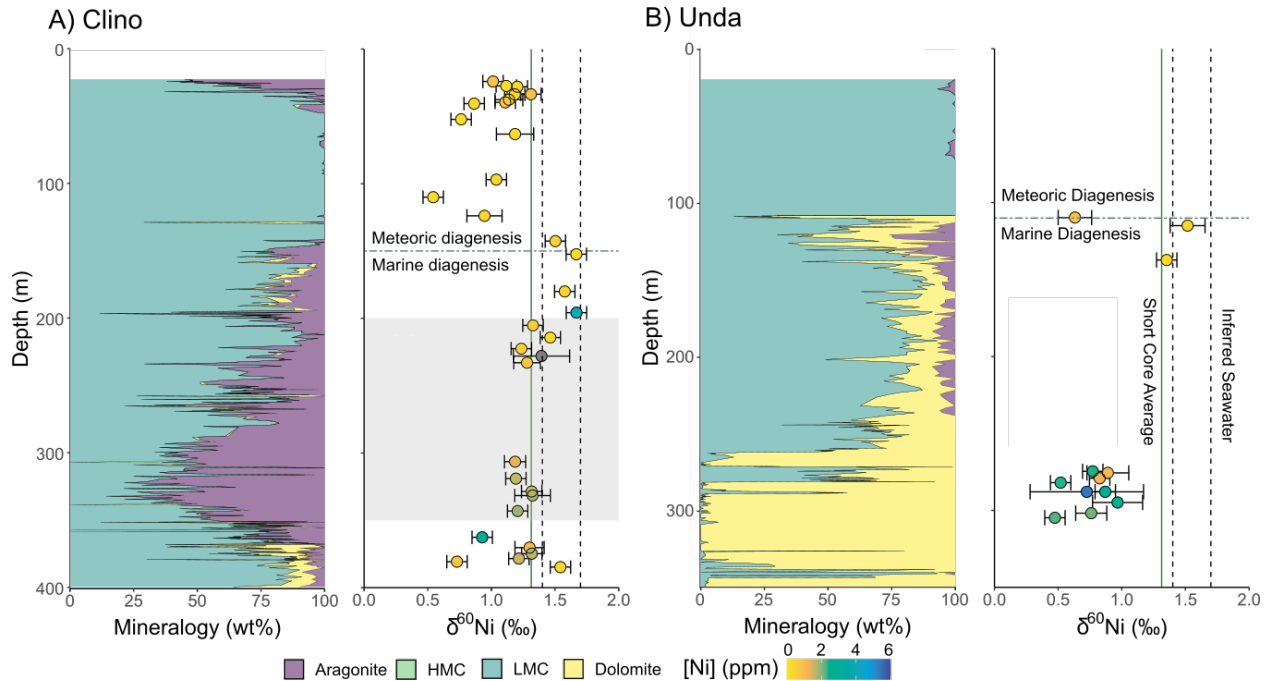 A) Clino
B) Unda
0
100
200
300
400
Depth (m)
0
25
50
75
100
Mineralogy (wt%)
Meteoric diagenesis
Marine diagenesis
0.0
0.5
1.0
1.5
2.0
δ⁶⁰Ni (‰)
0
100
200
300
Depth (m)
0
25
50
75
100
Mineralogy (wt%)
Meteoric Diagenesis
Marine Diagenesis
Short Core Average
Inferred Seawater
0.0
0.5
1.0
1.5
2.0
δ⁶⁰Ni (‰)
Aragonite
HMC
LMC
Dolomite
[Ni] (ppm)
0 2 4 6